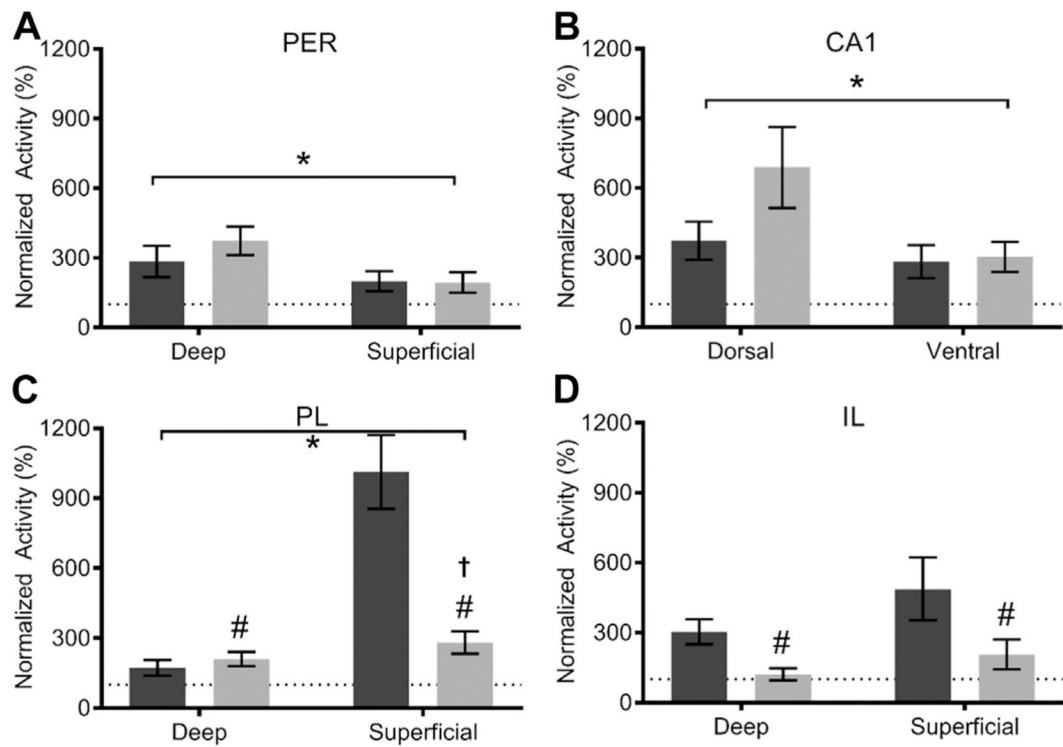 A
PER
Normalized Activity (%)
1200
900
600
300
0
*
Deep
Superficial
B
CA1
Normalized Activity (%)
1200
900
600
300
0
*
Dorsal
Ventral
C
PL
Normalized Activity (%)
1200
900
600
300
0
*
#
†
#
Deep
Superficial
D
IL
Normalized Activity (%)
1200
900
600
300
0
#
#
Deep
Superficial